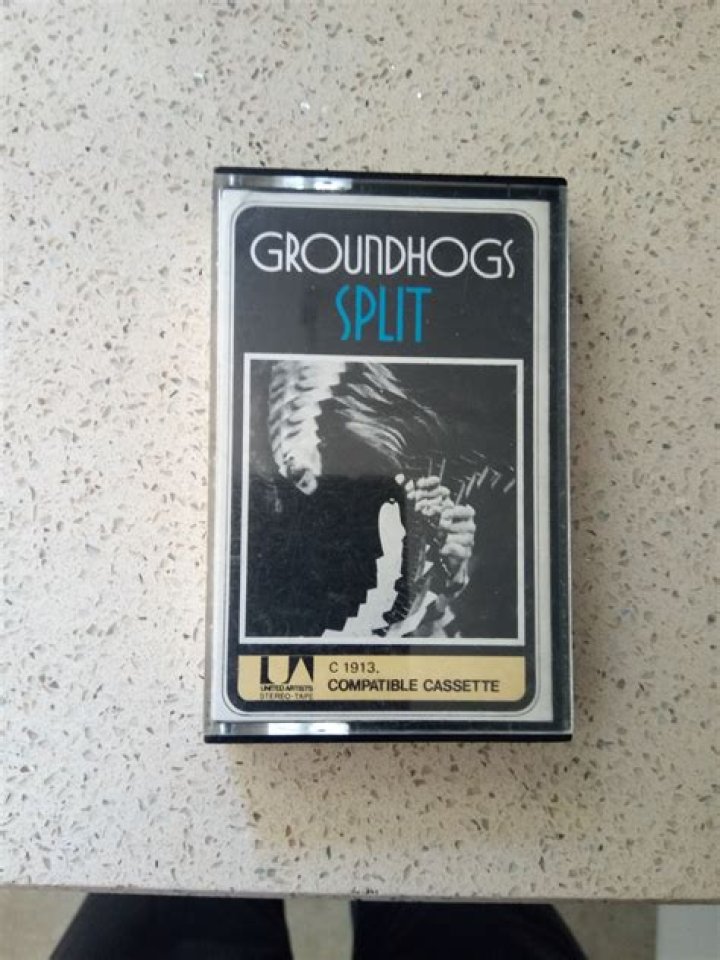 GROUNDHOGS
SPLIT
UA
UNITED ARTISTS
STEREO-TAPE
C 1913.
COMPATIBLE CASSETTE